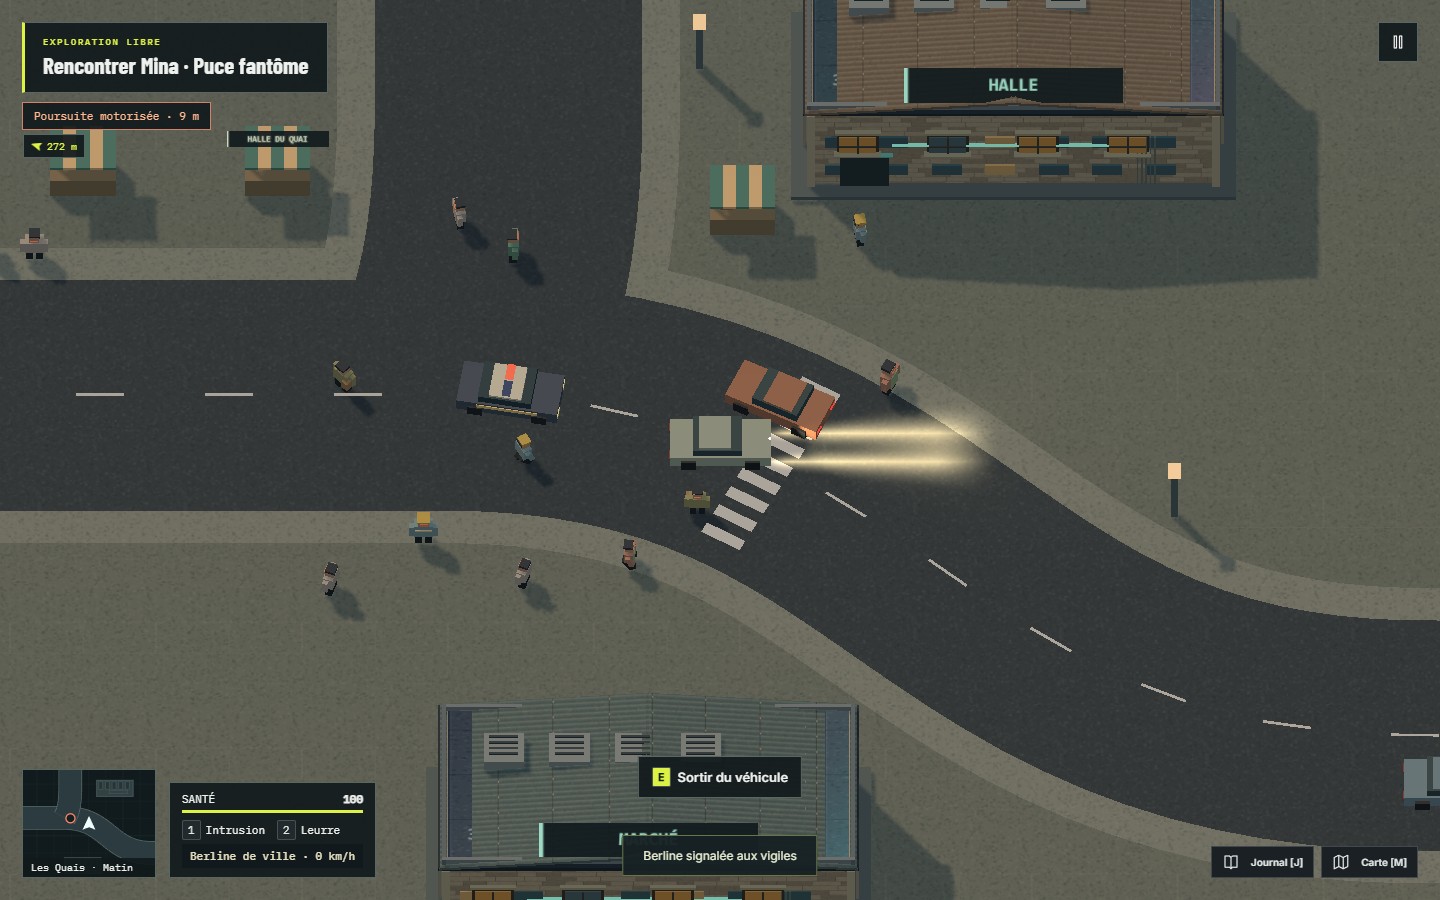 EXPLORATION LIBRE
Rencontrer Mina · Puce fantôme
Poursuite motorisée · 9 m
272 m
HALLE DU QUAI
HALLE
E Sortir du véhicule
MARCHÉ
Berline signalée aux vigiles
SANTÉ 100
1 Intrusion 2 Leurre
Berline de ville · 0 km/h
Les Quais · Matin
Journal [J]
Carte [M]